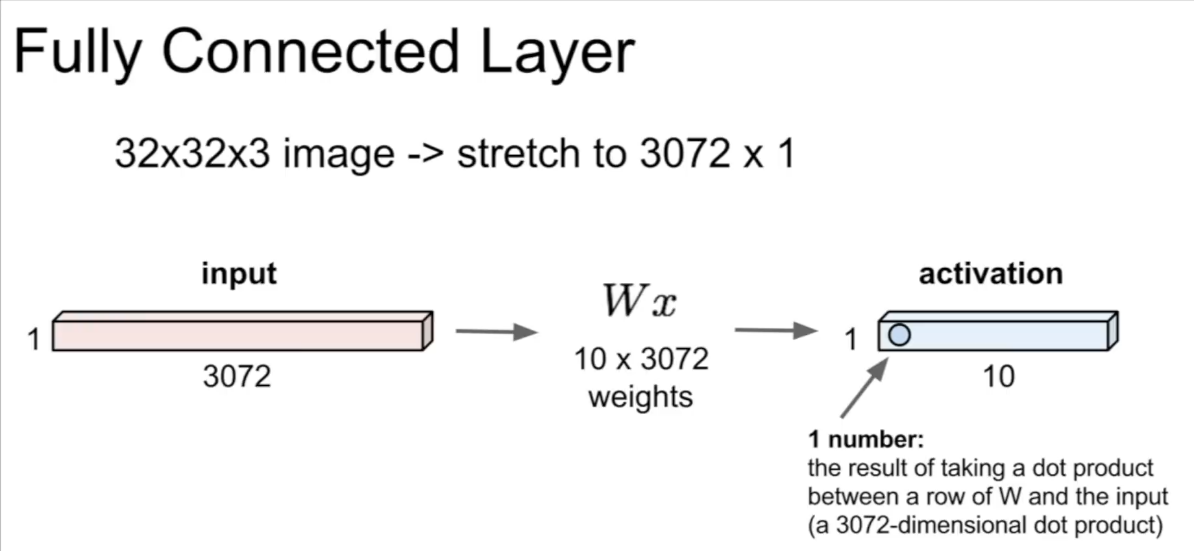 Fully Connected Layer
32x32x3 image -> stretch to 3072 x 1
input
1
3072
Wx
10 x 3072
weights
activation
1
10
1 number:
the result of taking a dot product
between a row of W and the input
(a 3072-dimensional dot product)